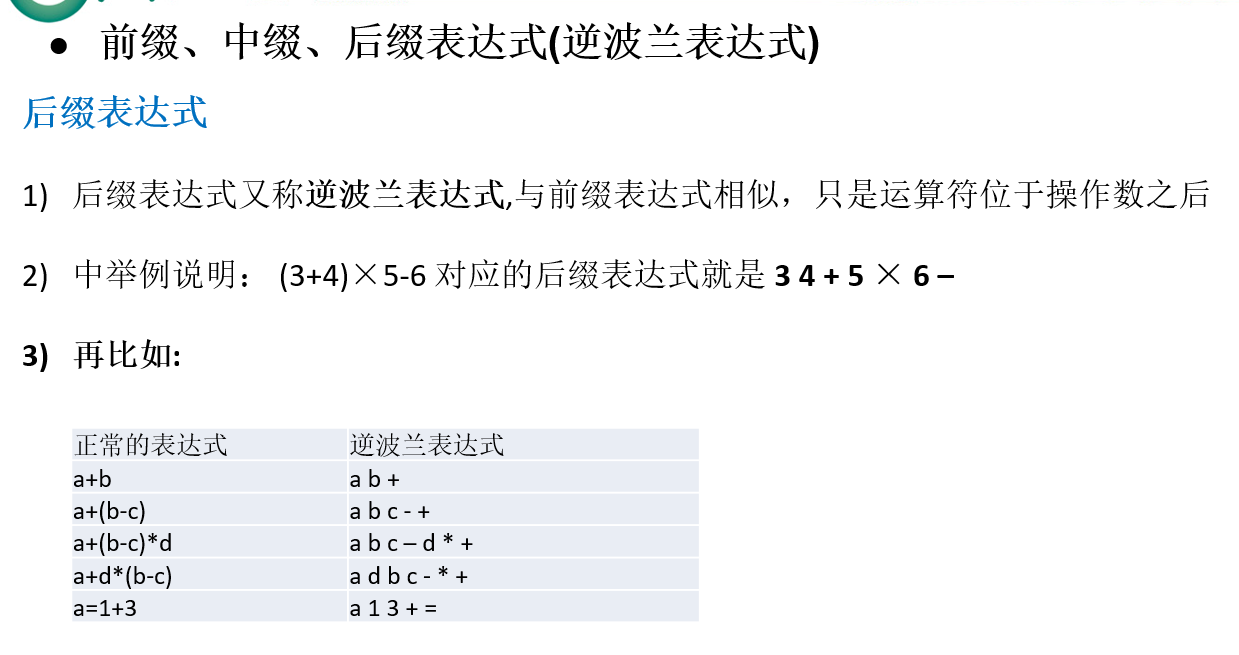 ● 前缀、中缀、后缀表达式(逆波兰表达式)
后缀表达式
1) 后缀表达式又称逆波兰表达式,与前缀表达式相似，只是运算符位于操作数之后
2) 中举例说明： (3+4)×5-6 对应的后缀表达式就是 3 4 + 5 × 6 –
3) 再比如:
正常的表达式 逆波兰表达式
a+b a b +
a+(b-c) a b c - +
a+(b-c)*d a b c – d * +
a+d*(b-c) a d b c - * +
a=1+3 a 1 3 + =